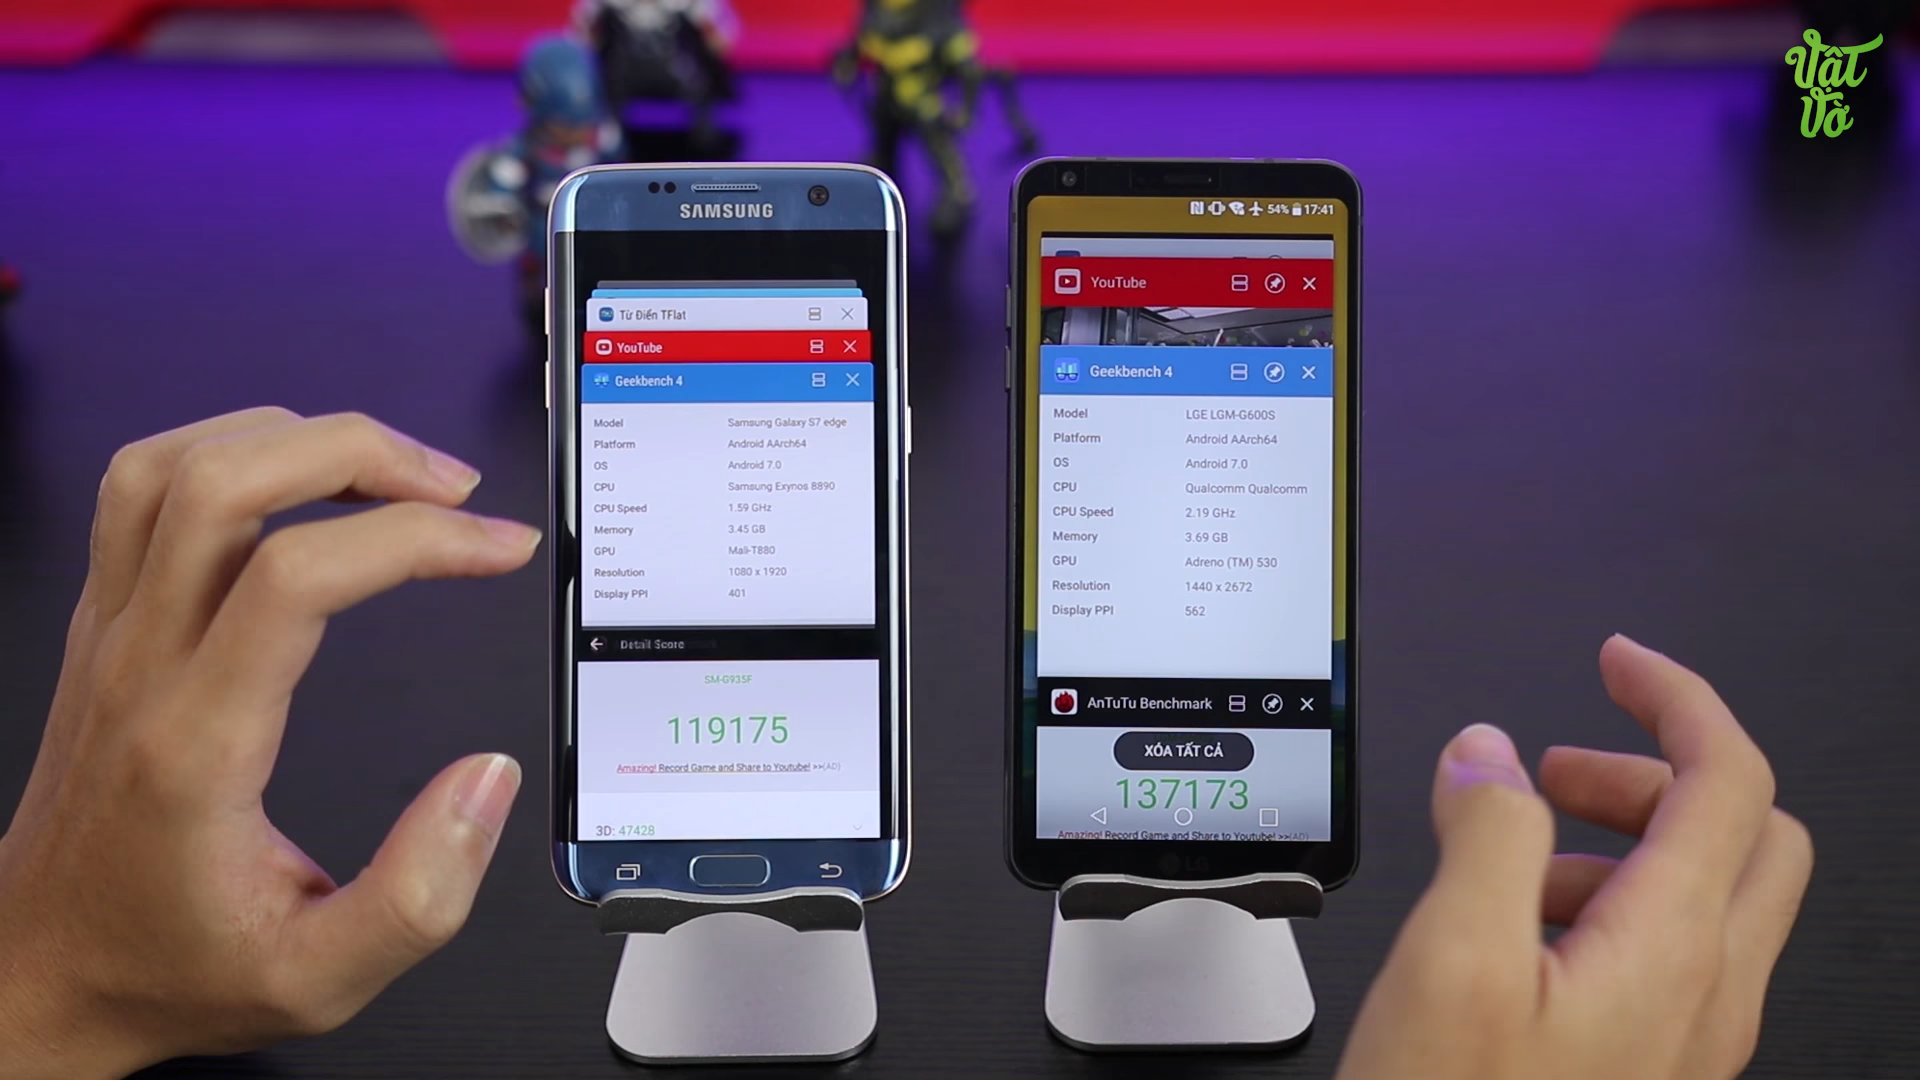 Vật
Vờ
SAMSUNG
Từ Điển TFlat
YouTube
Geekbench 4
Model Samsung Galaxy S7 edge
Platform Android AArch64
OS Android 7.0
CPU Samsung Exynos 8890
CPU Speed 1.59 GHz
Memory 3.45 GB
GPU Mali-T880
Resolution 1080 x 1920
Display PPI 401
Detail Score
SM-G935F
119175
Amazing! Record Game and Share to Youtube! >>(AD)
3D: 47428
54% 17:41
YouTube
Geekbench 4
Model LGE LGM-G600S
Platform Android AArch64
OS Android 7.0
CPU Qualcomm Qualcomm
CPU Speed 2.19 GHz
Memory 3.69 GB
GPU Adreno (TM) 530
Resolution 1440 x 2672
Display PPI 562
AnTuTu Benchmark
XÓA TẤT CẢ
137173
Amazing! Record Game and Share to Youtube! >>(AD)
LG